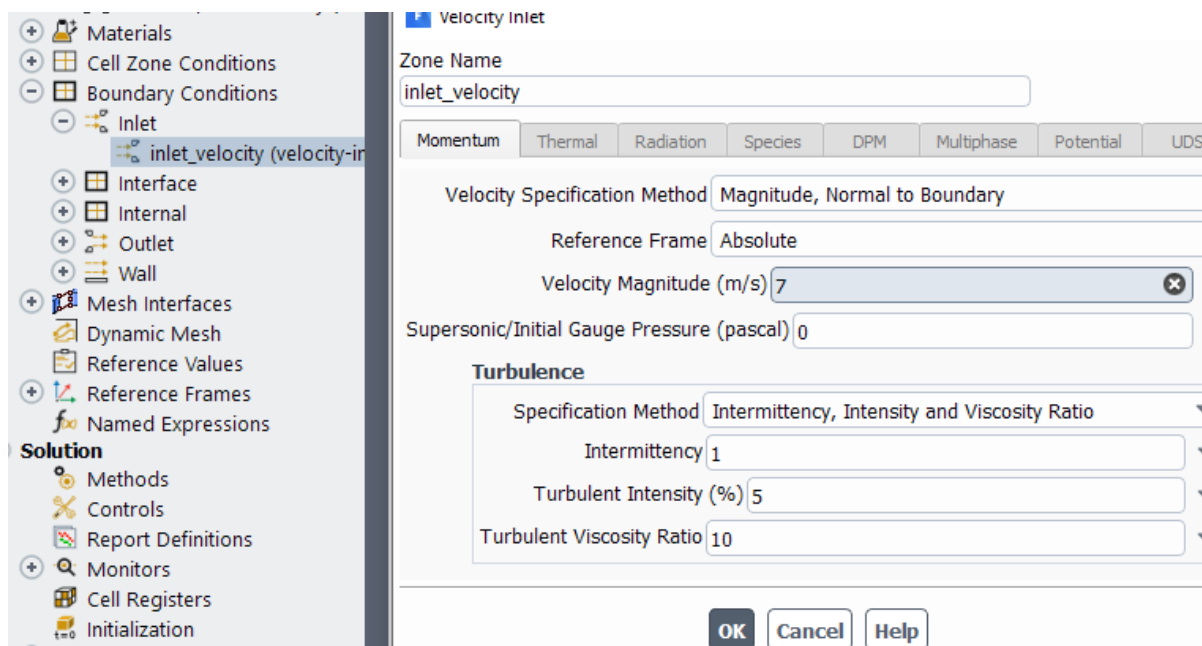 Materials
Cell Zone Conditions
Boundary Conditions
Inlet
inlet_velocity (velocity-in
Interface
Internal
Outlet
Wall
Mesh Interfaces
Dynamic Mesh
Reference Values
Reference Frames
Named Expressions
Solution
Methods
Controls
Report Definitions
Monitors
Cell Registers
t=0 Initialization
Velocity Inlet
Zone Name
inlet_velocity
Momentum Thermal Radiation Species DPM Multiphase Potential UDS
Velocity Specification Method Magnitude, Normal to Boundary
Reference Frame Absolute
Velocity Magnitude (m/s) 7
Supersonic/Initial Gauge Pressure (pascal) 0
Turbulence
Specification Method Intermittency, Intensity and Viscosity Ratio
Intermittency 1
Turbulent Intensity (%) 5
Turbulent Viscosity Ratio 10
OK Cancel Help